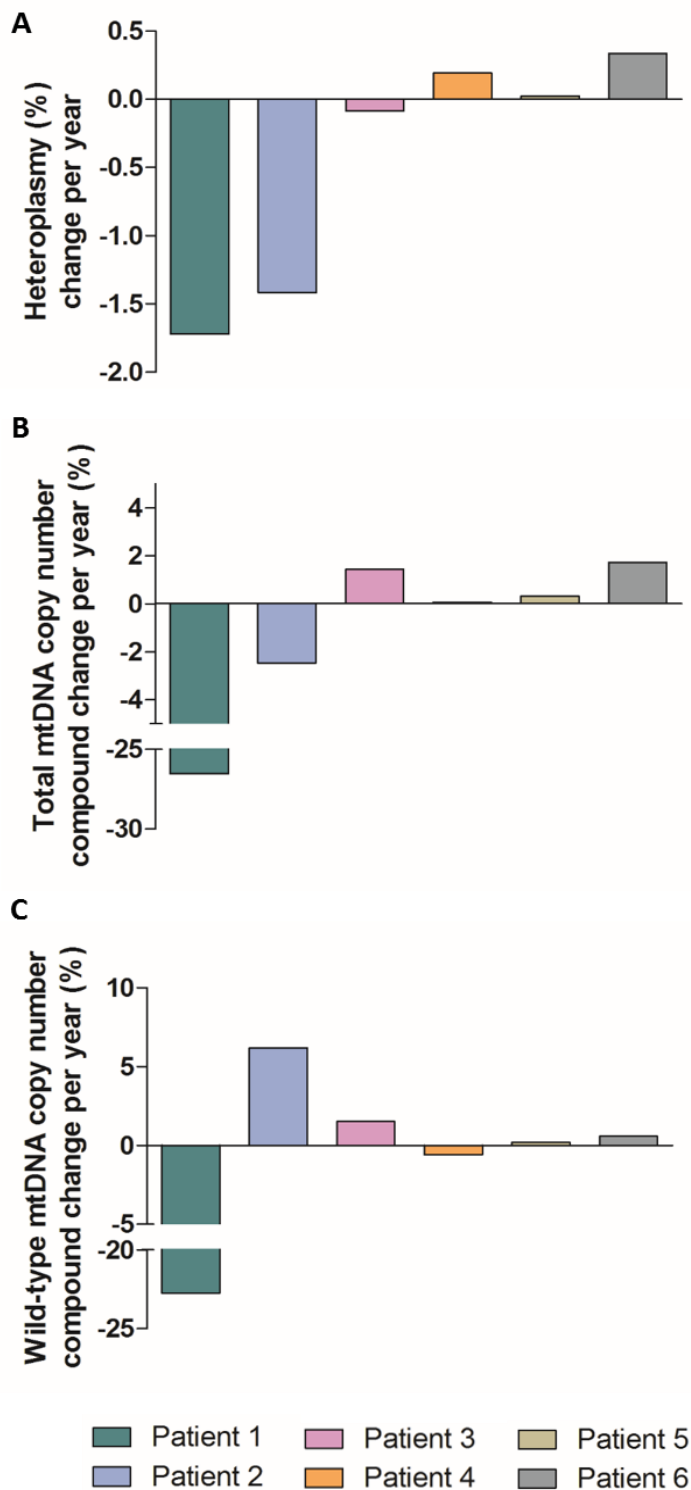 A
Heteroplasmy (%)
change per year
0.5
0.0
-0.5
-1.0
-1.5
-2.0
B
Total mtDNA copy number
compound change per year (%)
4
2
0
-2
-4
-25
-30
C
Wild-type mtDNA copy number
compound change per year (%)
10
5
0
-5
-20
-25
Patient 1
Patient 3
Patient 5
Patient 2
Patient 4
Patient 6